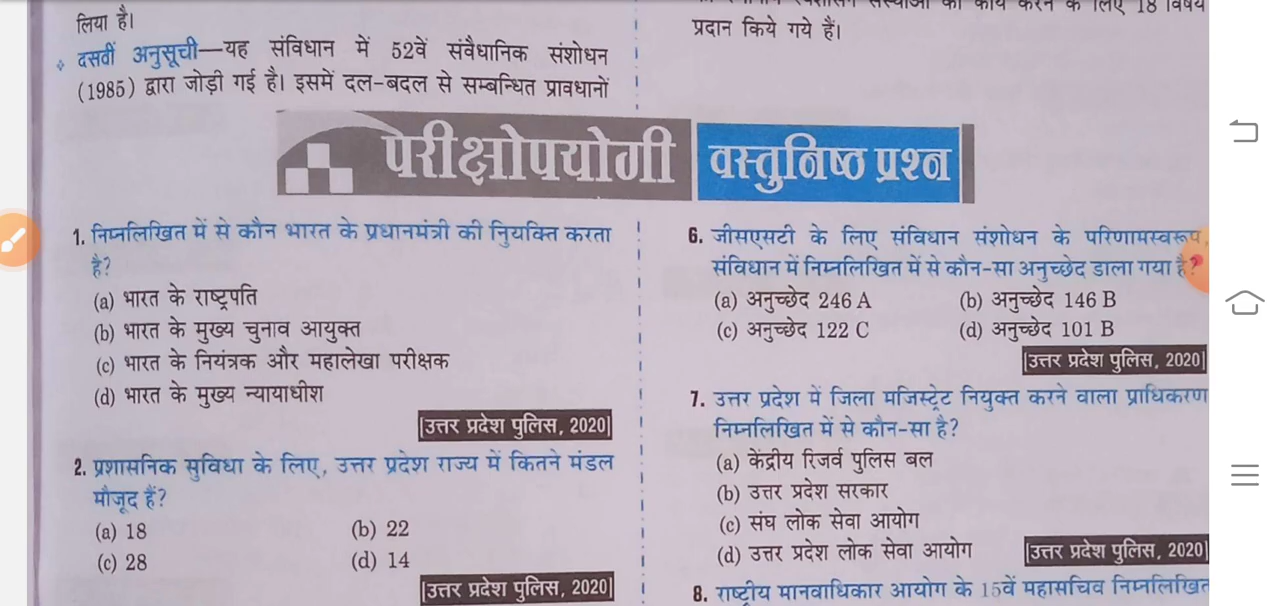 लिया है।
दसवीं अनुसूची—यह संविधान में 52वें संवैधानिक संशोधन
(1985) द्वारा जोड़ी गई है। इसमें दल-बदल से सम्बन्धित प्रावधानों
का कार्य करने के लिए 18 विषय
प्रदान किये गये हैं।
परीक्षोपयोगी वस्तुनिष्ठ प्रश्न
1. निम्नलिखित में से कौन भारत के प्रधानमंत्री की नियुक्ति करता
है?
(a) भारत के राष्ट्रपति
(b) भारत के मुख्य चुनाव आयुक्त
(c) भारत के नियंत्रक और महालेखा परीक्षक
(d) भारत के मुख्य न्यायाधीश
[उत्तर प्रदेश पुलिस, 2020]
2. प्रशासनिक सुविधा के लिए, उत्तर प्रदेश राज्य में कितने मंडल
मौजूद हैं?
(a) 18 (b) 22
(c) 28 (d) 14
[उत्तर प्रदेश पुलिस, 2020]
6. जीसएसटी के लिए संविधान संशोधन के परिणामस्वरूप,
संविधान में निम्नलिखित में से कौन-सा अनुच्छेद डाला गया है?
(a) अनुच्छेद 246 A (b) अनुच्छेद 146 B
(c) अनुच्छेद 122 C (d) अनुच्छेद 101 B
[उत्तर प्रदेश पुलिस, 2020]
7. उत्तर प्रदेश में जिला मजिस्ट्रेट नियुक्त करने वाला प्राधिकरण
निम्नलिखित में से कौन-सा है?
(a) केंद्रीय रिजर्व पुलिस बल
(b) उत्तर प्रदेश सरकार
(c) संघ लोक सेवा आयोग
(d) उत्तर प्रदेश लोक सेवा आयोग
[उत्तर प्रदेश पुलिस, 2020]
8. राष्ट्रीय मानवाधिकार आयोग के 15वें महासचिव निम्नलिखित